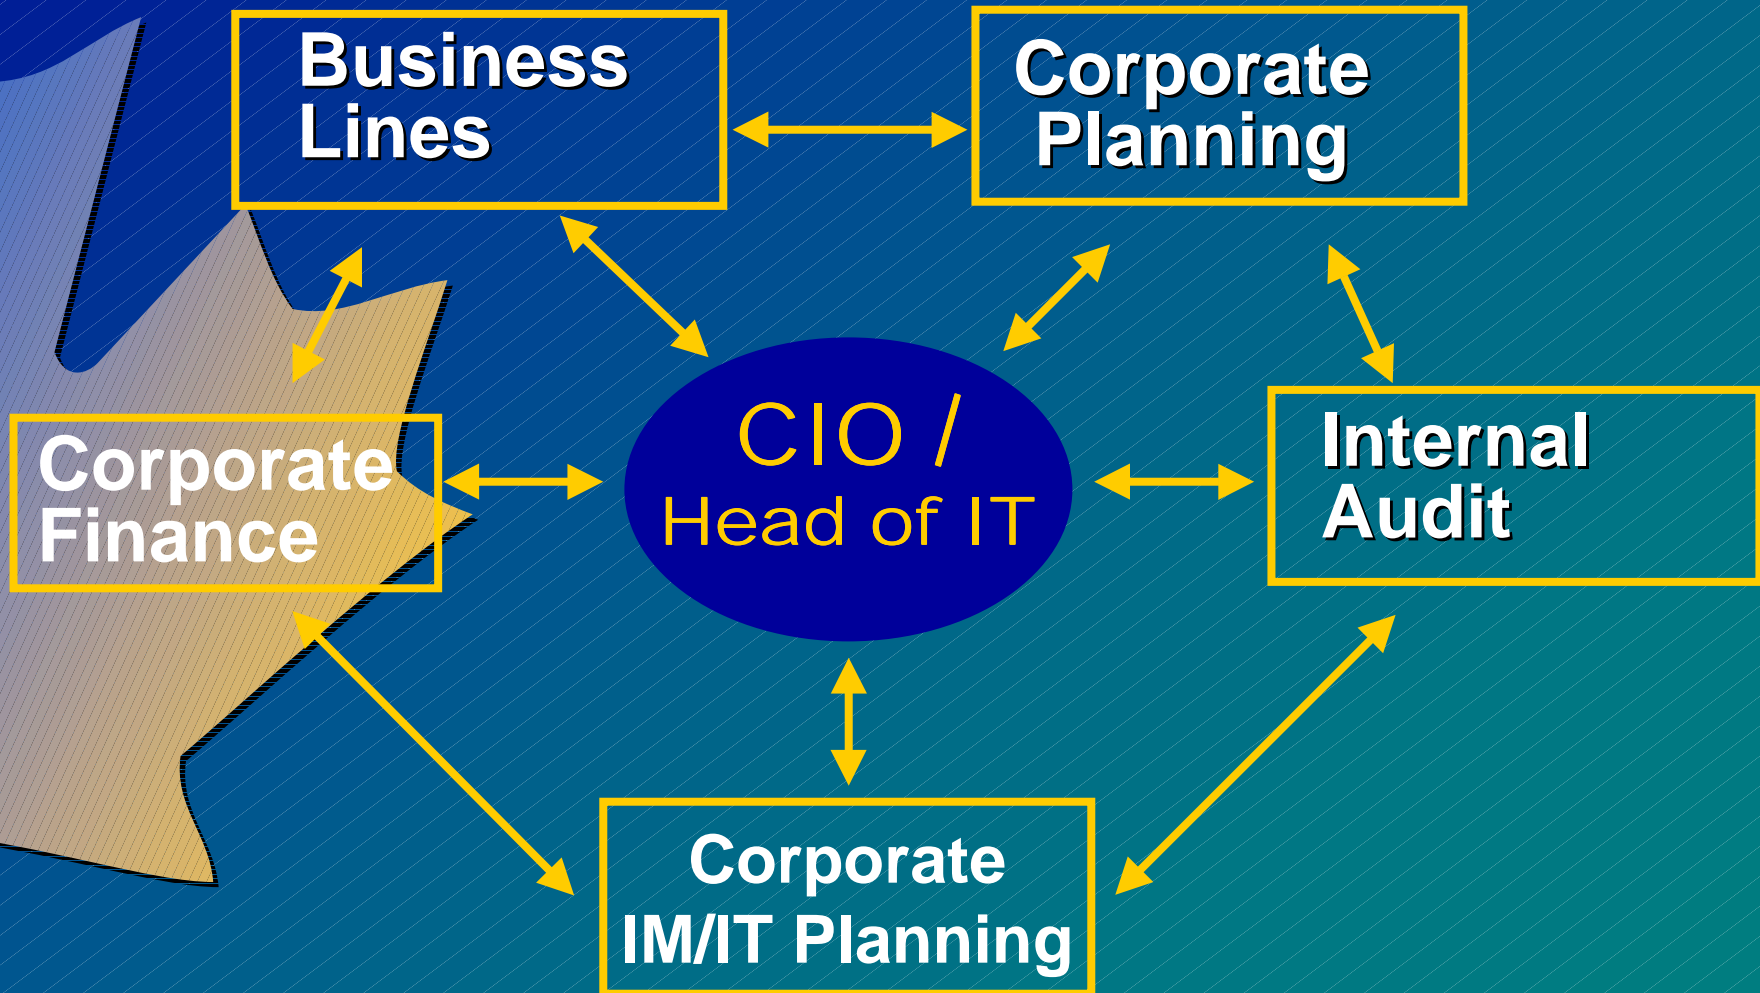 Business
Lines
Corporate
Planning
CIO /
Head of IT
Corporate
Finance
Internal
Audit
Corporate
IM/IT Planning